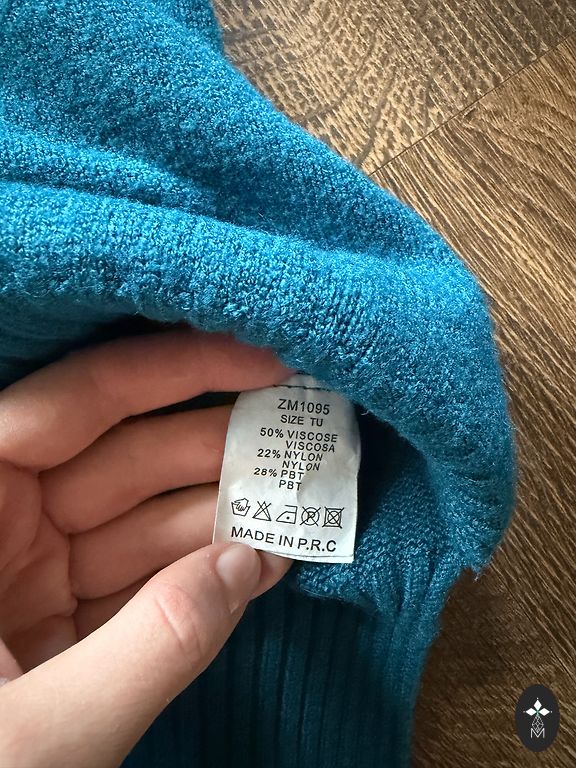 ZM1095
SIZE TU
50% VISCOSE
VISCOSA
22% NYLON
NYLON
28% PBT
PBT
MADE IN P.R.C
M